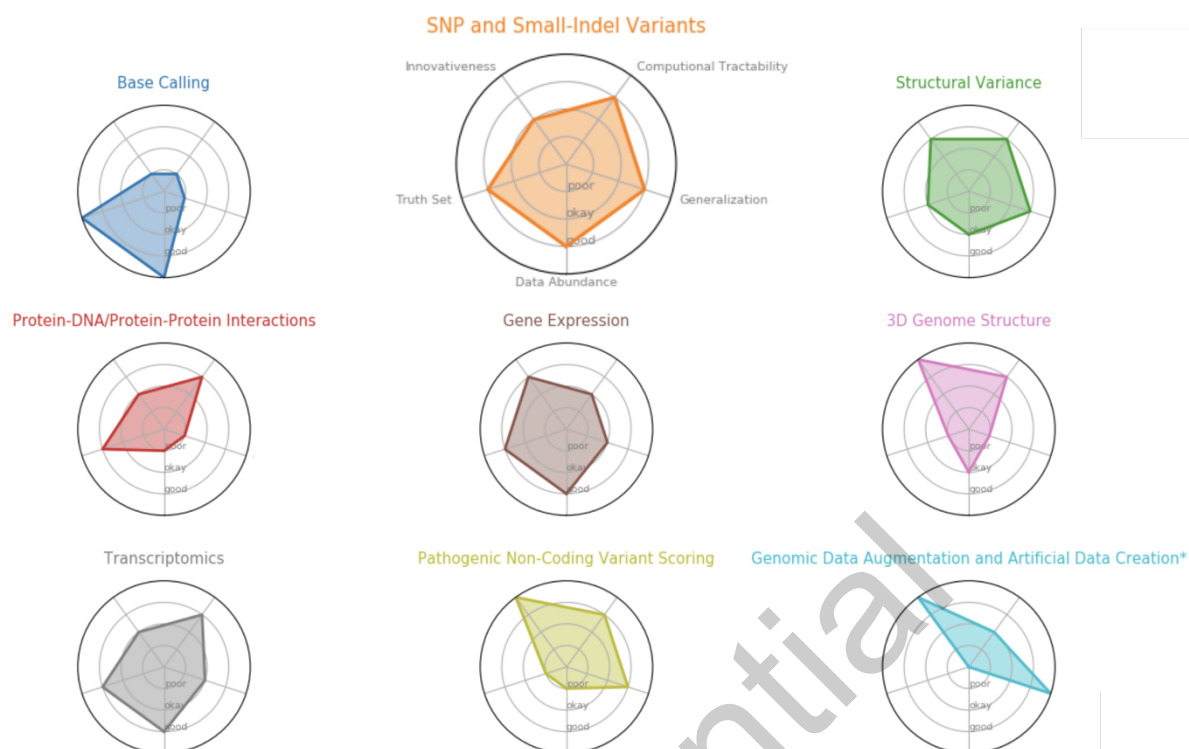 SNP and Small-Indel Variants
Innovativeness
Computional Tractability
Truth Set
Generalization
Data Abundance
poor
okay
good
Base Calling
poor
okay
good
Structural Variance
poor
okay
good
Protein-DNA/Protein-Protein Interactions
poor
okay
good
Gene Expression
poor
okay
good
3D Genome Structure
poor
okay
good
Transcriptomics
poor
okay
good
Pathogenic Non-Coding Variant Scoring
poor
okay
good
Genomic Data Augmentation and Artificial Data Creation*
poor
okay
good
ntial